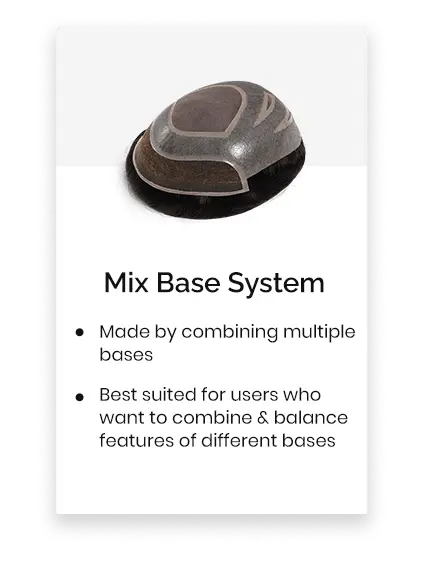 Mix Base System
● Made by combining multiple
bases
● Best suited for users who
want to combine & balance
features of different bases